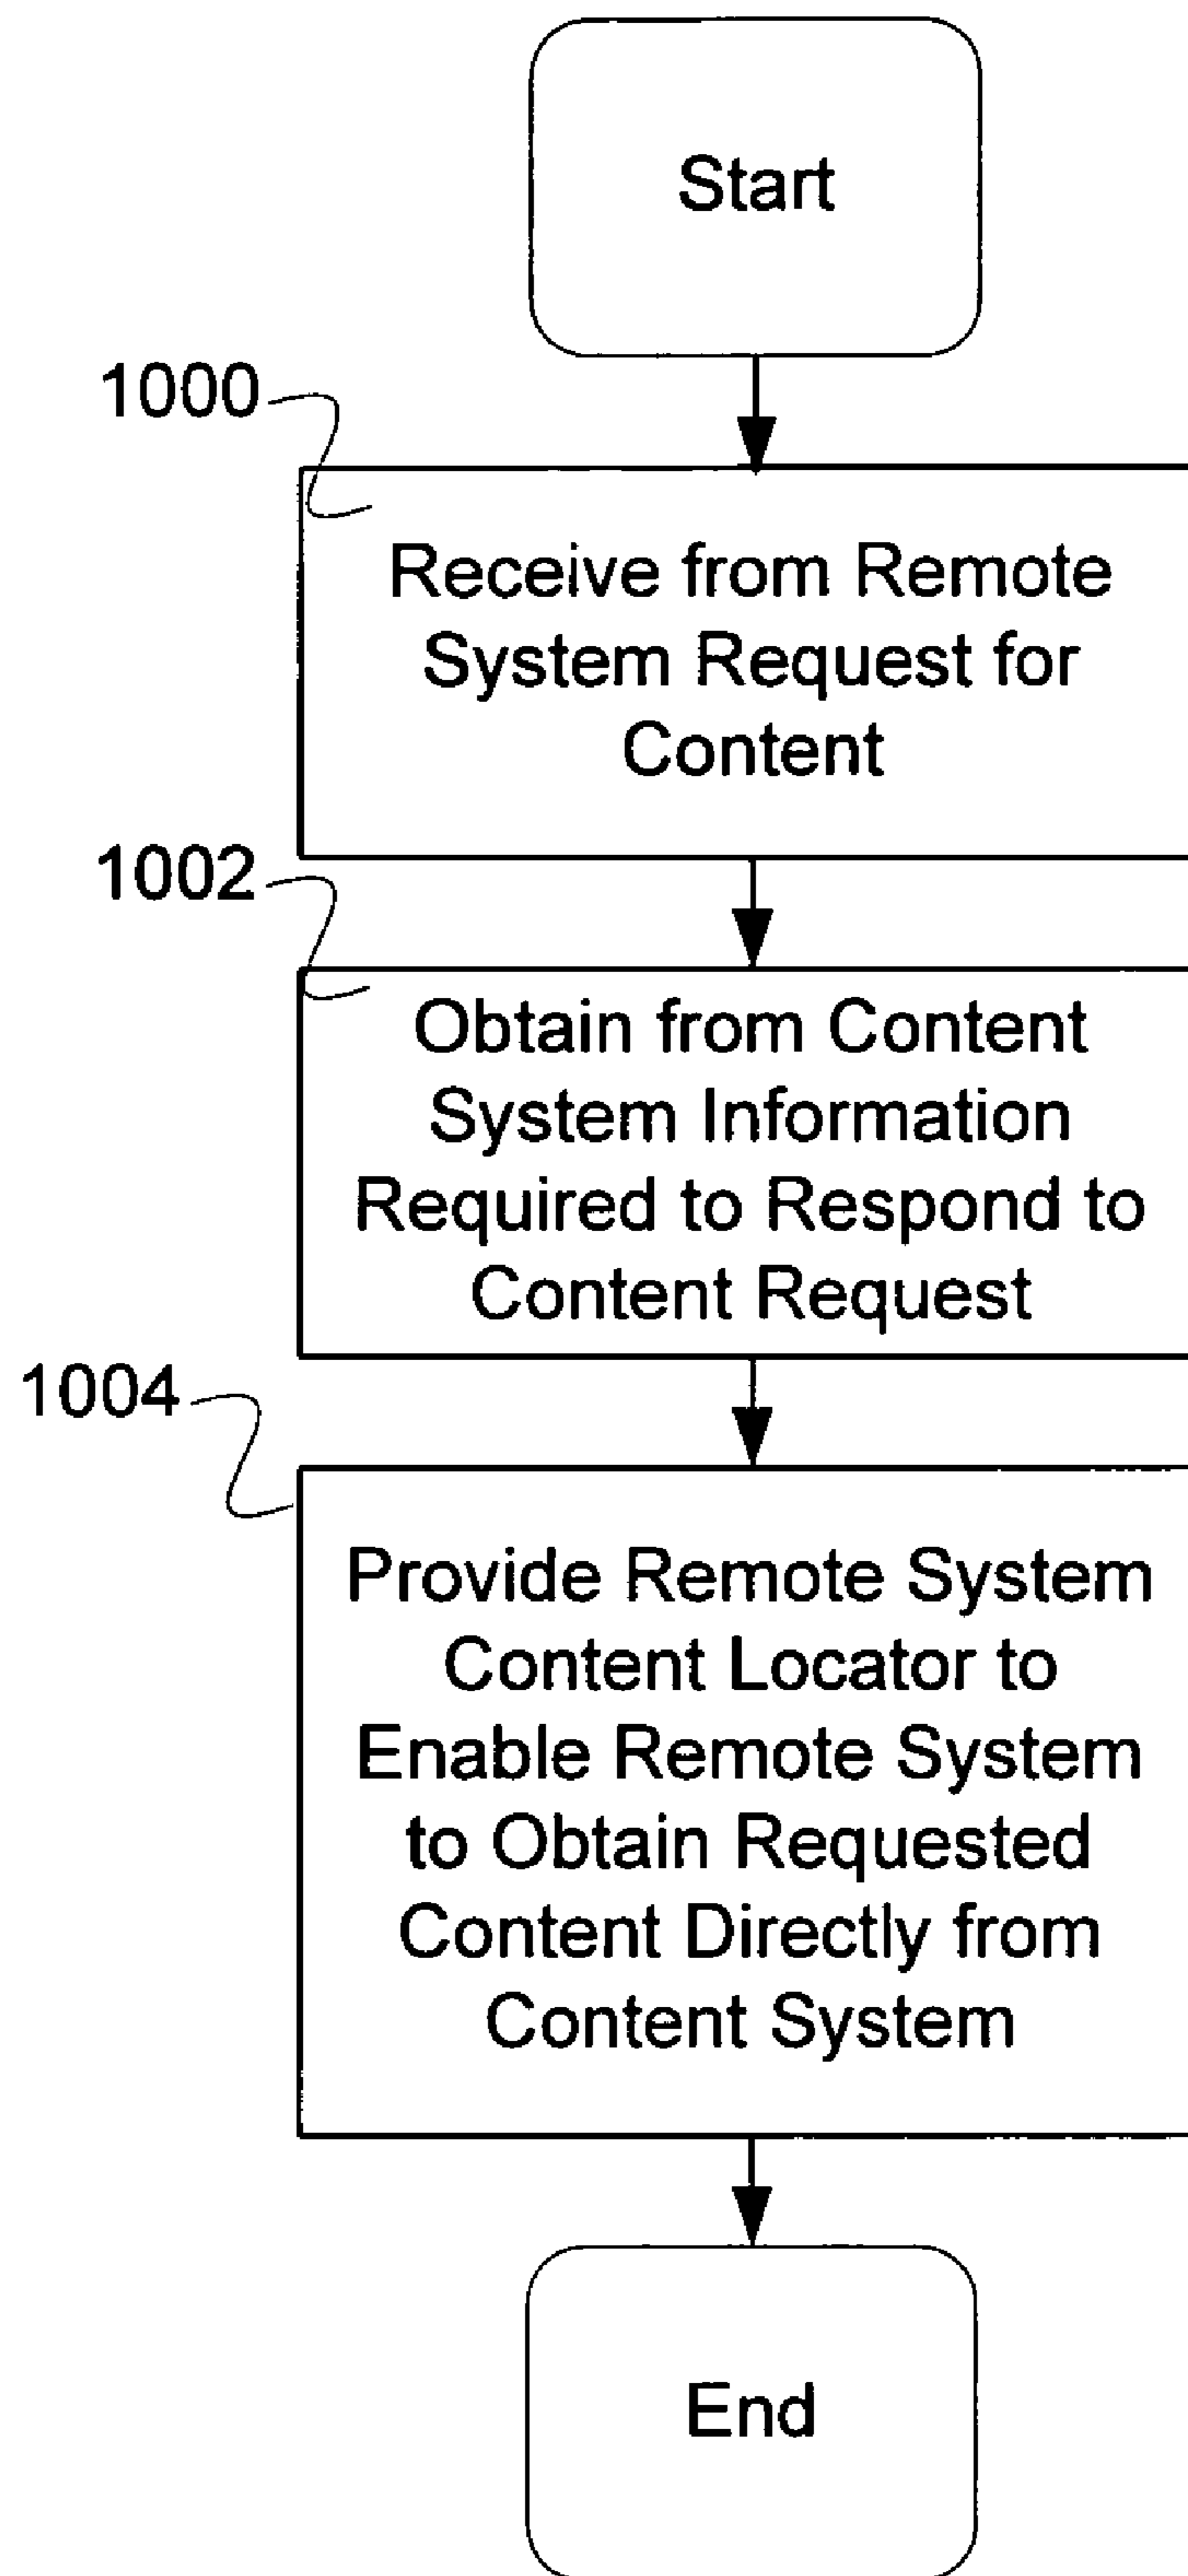 Start
1000
Receive from Remote
System Request for
Content
1002
Obtain from Content
System Information
Required to Respond to
Content Request
1004
Provide Remote System
Content Locator to
Enable Remote System
to Obtain Requested
Content Directly from
Content System
End